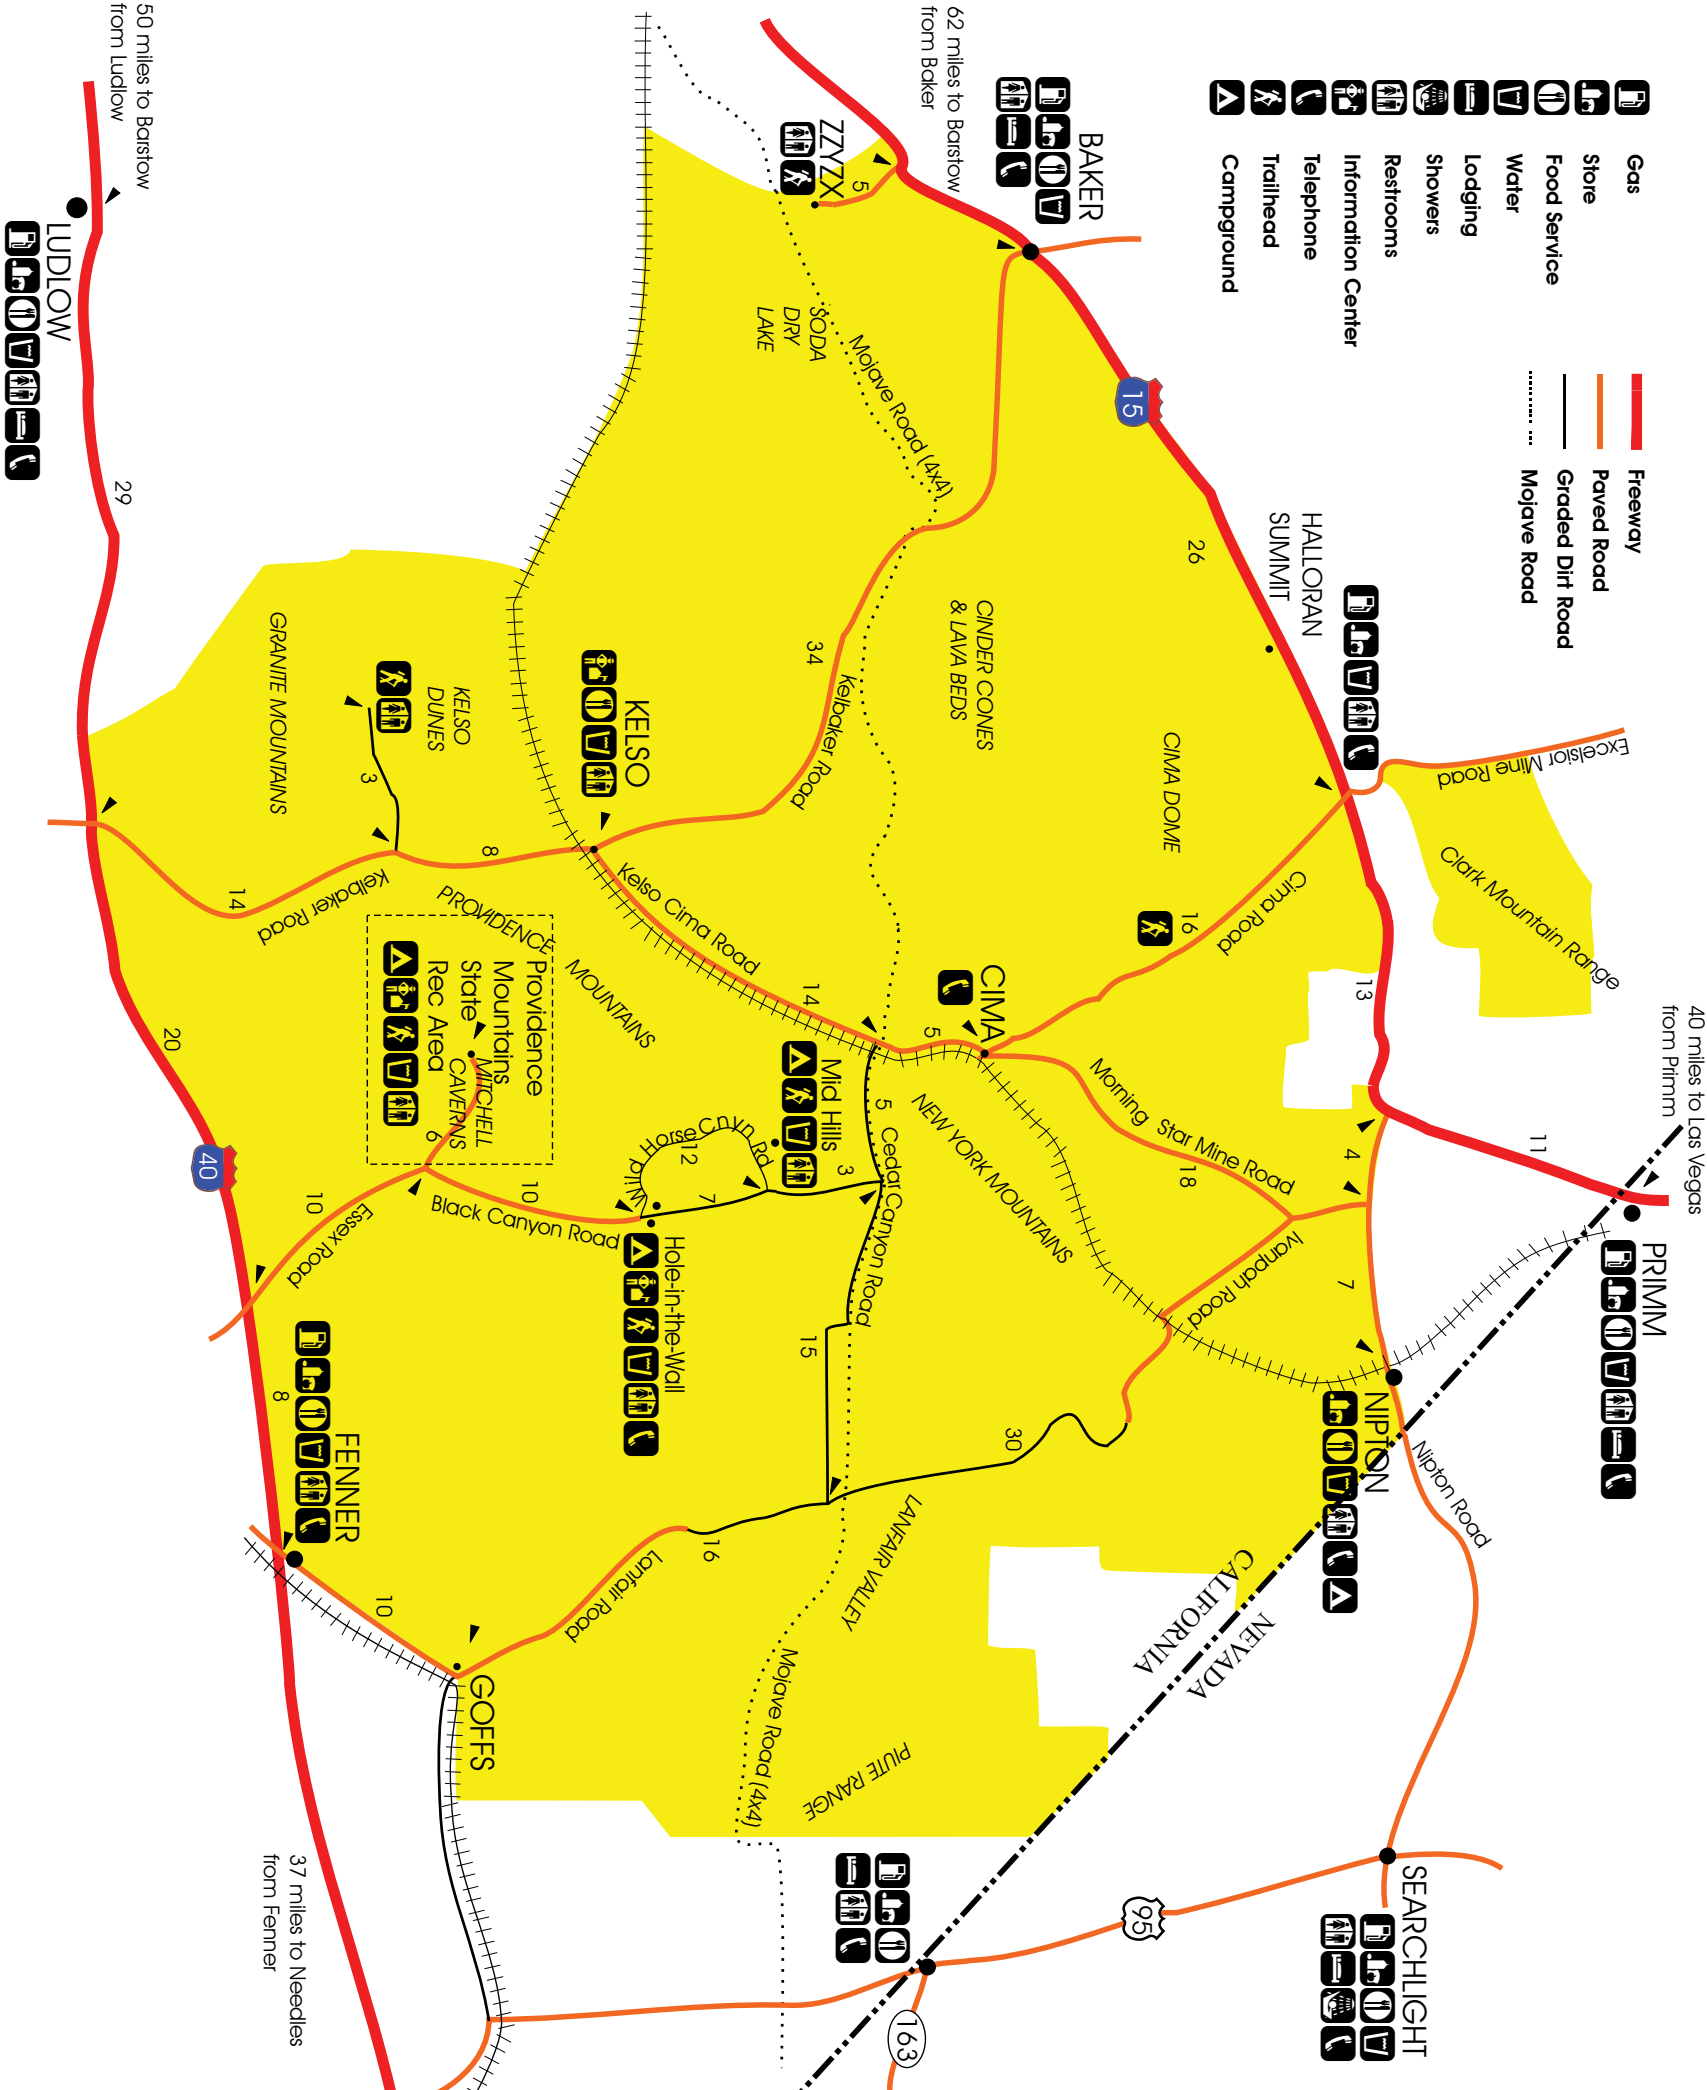 Gas
Store
Food Service
Water
Lodging
Showers
Restrooms
Information Center
Telephone
Trailhead
Campground
Freeway
Paved Road
Graded Dirt Road
Mojave Road
40 miles to Las Vegas
from Primm
PRIMM
11
Excelsior Mine Road
Clark Mountain Range
13
HALLORAN
SUMMIT
26
15
62 miles to Barstow
from Baker
BAKER
ZZYZX
5
SODA
DRY
LAKE
Mojave Road (4x4)
CINDER CONES
& LAVA BEDS
CIMA DOME
34
Kelbaker Road
Cima Road
16
CIMA
5
Morning Star Mine Road
18
4
7
Ivanpah Road
NIPTON
Nipton Road
SEARCHLIGHT
95
163
CALIFORNIA
NEVADA
NEW YORK MOUNTAINS
KELSO
Kelso Cima Road
14
5
Cedar Canyon Road
3
Mid Hills
Wild Horse Cnyn Rd
12
7
15
30
Hole-in-the-Wall
Black Canyon Road
10
LANFAIR VALLEY
16
Lanfair Road
Mojave Road (4x4)
PIUTE RANGE
KELSO
DUNES
3
8
GRANITE MOUNTAINS
14
Kelbaker Road
PROVIDENCE
MOUNTAINS
Providence
Mountains
State
Rec Area
MITCHELL
CAVERNS
6
10
Essex Road
FENNER
8
10
GOFFS
40
20
29
LUDLOW
50 miles to Barstow
from Ludlow
37 miles to Needles
from Fenner